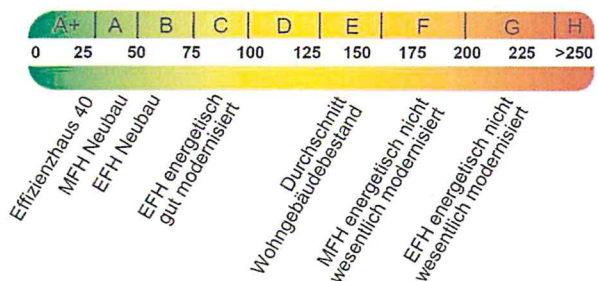 A+ A B C D E F G H
0 25 50 75 100 125 150 175 200 225 >250
Effizienzhaus 40
MFH Neubau
EFH Neubau
EFH energetisch
gut modernisiert
Durchschnitt
Wohngebäudebestand
MFH energetisch nicht
wesentlich modernisiert
EFH energetisch nicht
wesentlich modernisiert